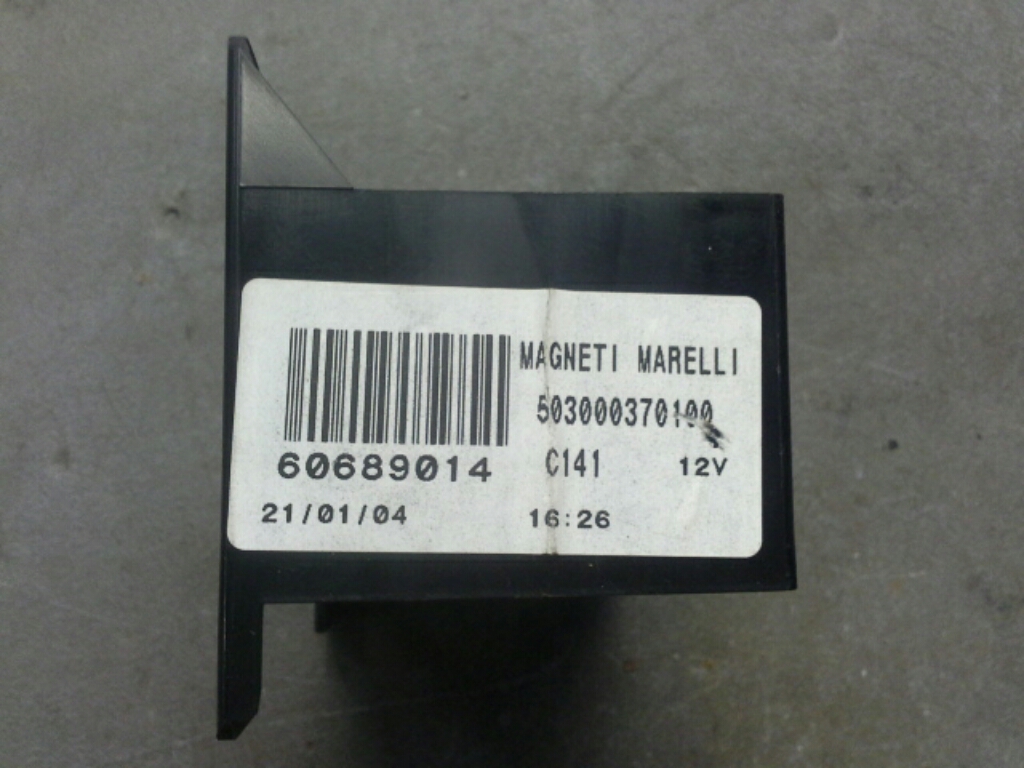 MAGNETI MARELLI
503000370100
60689014 C141 12V
21/01/04 16:26